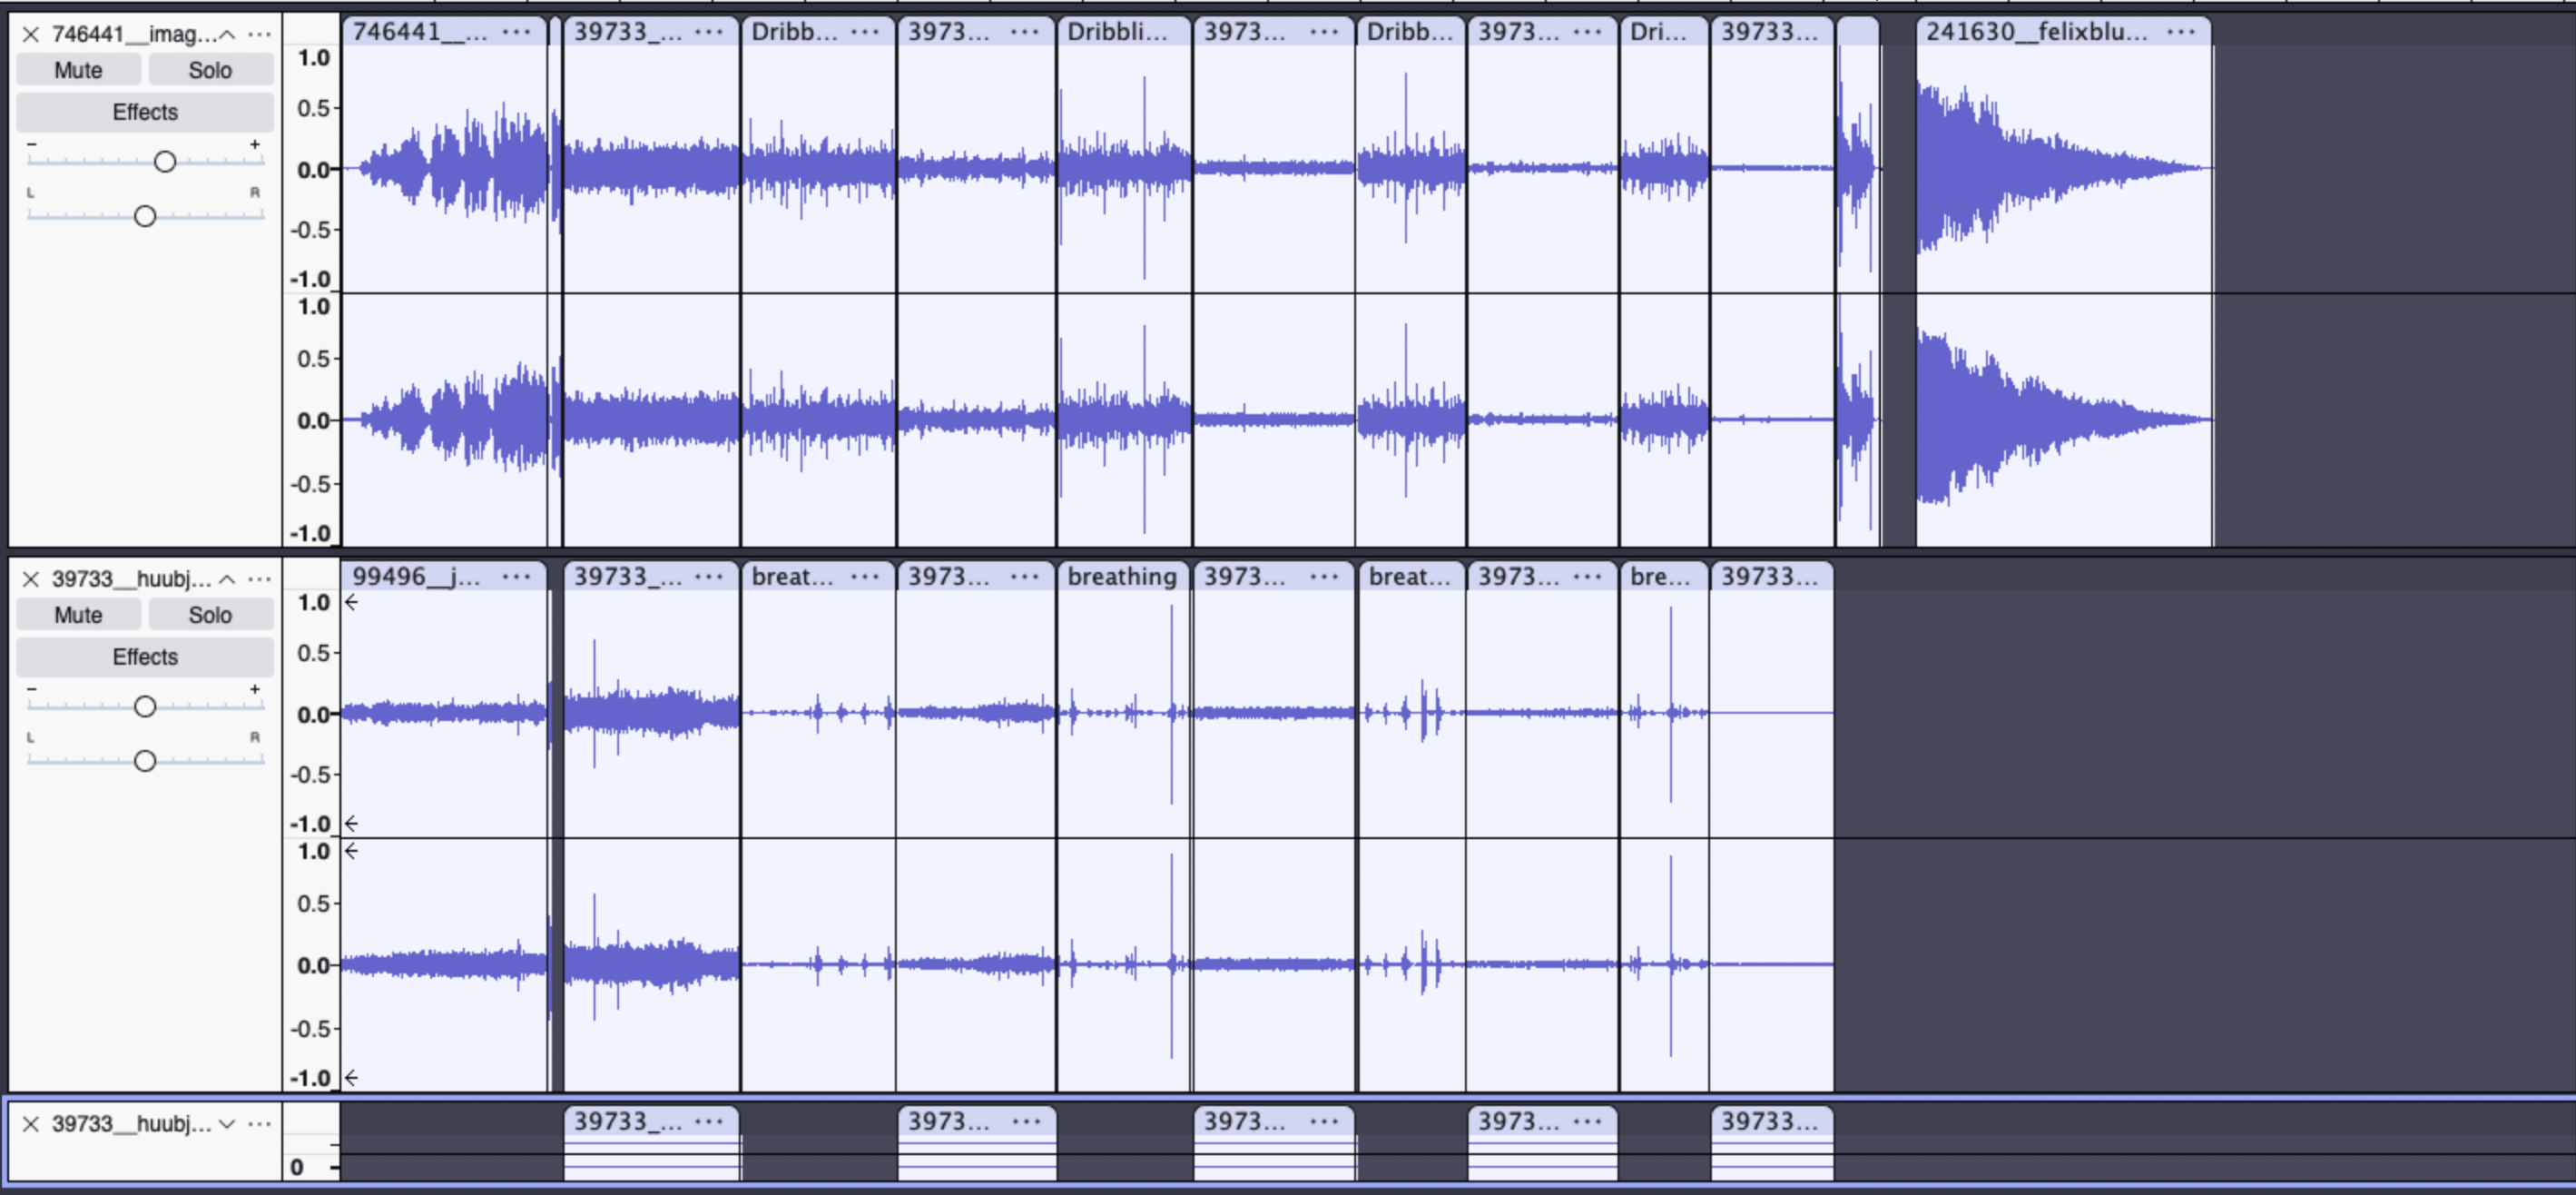 746441__imag...
Mute Solo
Effects
- +
L R
1.0
0.5
0.0
-0.5
-1.0
1.0
0.5
0.0
-0.5
-1.0
746441__... ... 39733_... ... Dribb... ... 3973... ... Dribbli... 3973... ... Dribb... 3973... ... Dri... 39733... 241630__felixblu... ...
39733__huubj...
Mute Solo
Effects
- +
L R
1.0
0.5
0.0
-0.5
-1.0
1.0
0.5
0.0
-0.5
-1.0
99496__j... ... 39733_... ... breat... ... 3973... ... breathing 3973... ... breat... 3973... ... bre... 39733...
39733__huubj...
0
39733_... ... 3973... ... 3973... ... 3973... ... 39733...